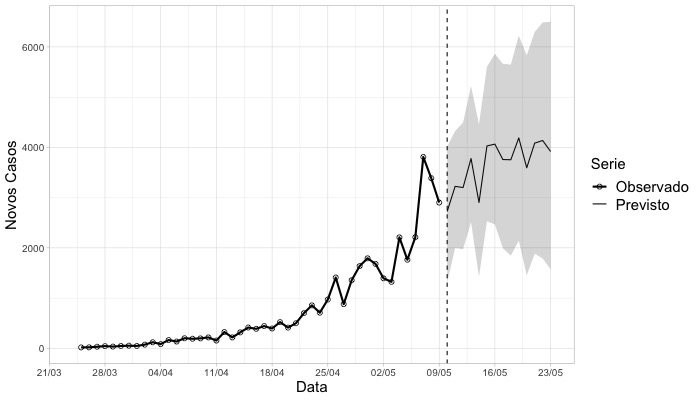 Novos Casos
6000
4000
2000
0
21/03 28/03 04/04 11/04 18/04 25/04 02/05 09/05 16/05 23/05
Data
Serie
Observado
Previsto